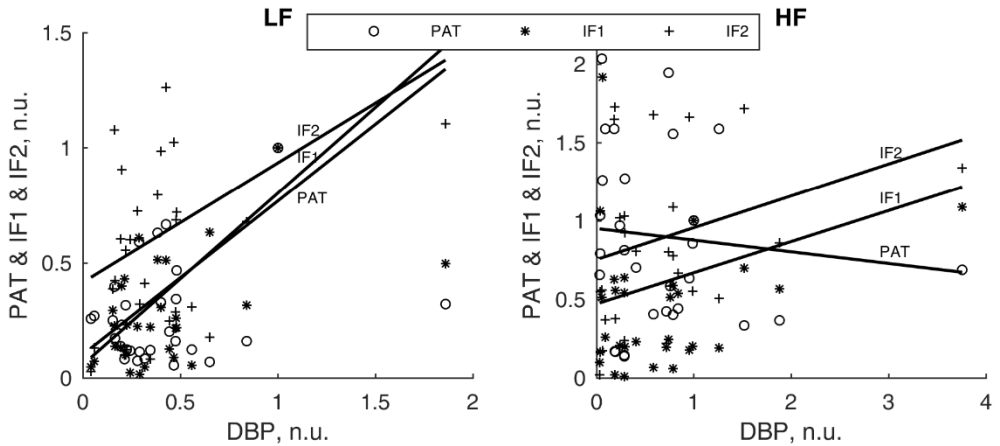 LF
HF
PAT IF1 IF2
PAT & IF1 & IF2, n.u.
1.5
1
0.5
0
IF2
IF1
PAT
0 0.5 1 1.5 2
DBP, n.u.
PAT & IF1 & IF2, n.u.
2
1.5
1
0.5
0
IF2
IF1
PAT
0 1 2 3 4
DBP, n.u.